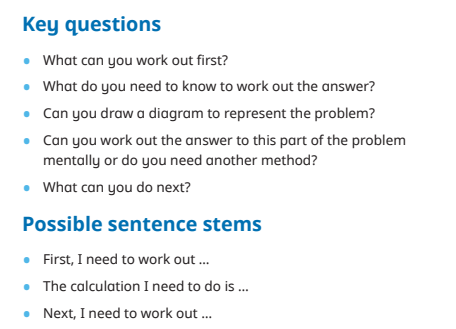 Key questions
• What can you work out first?
• What do you need to know to work out the answer?
• Can you draw a diagram to represent the problem?
• Can you work out the answer to this part of the problem
mentally or do you need another method?
• What can you do next?
Possible sentence stems
• First, I need to work out ...
• The calculation I need to do is ...
• Next, I need to work out ...